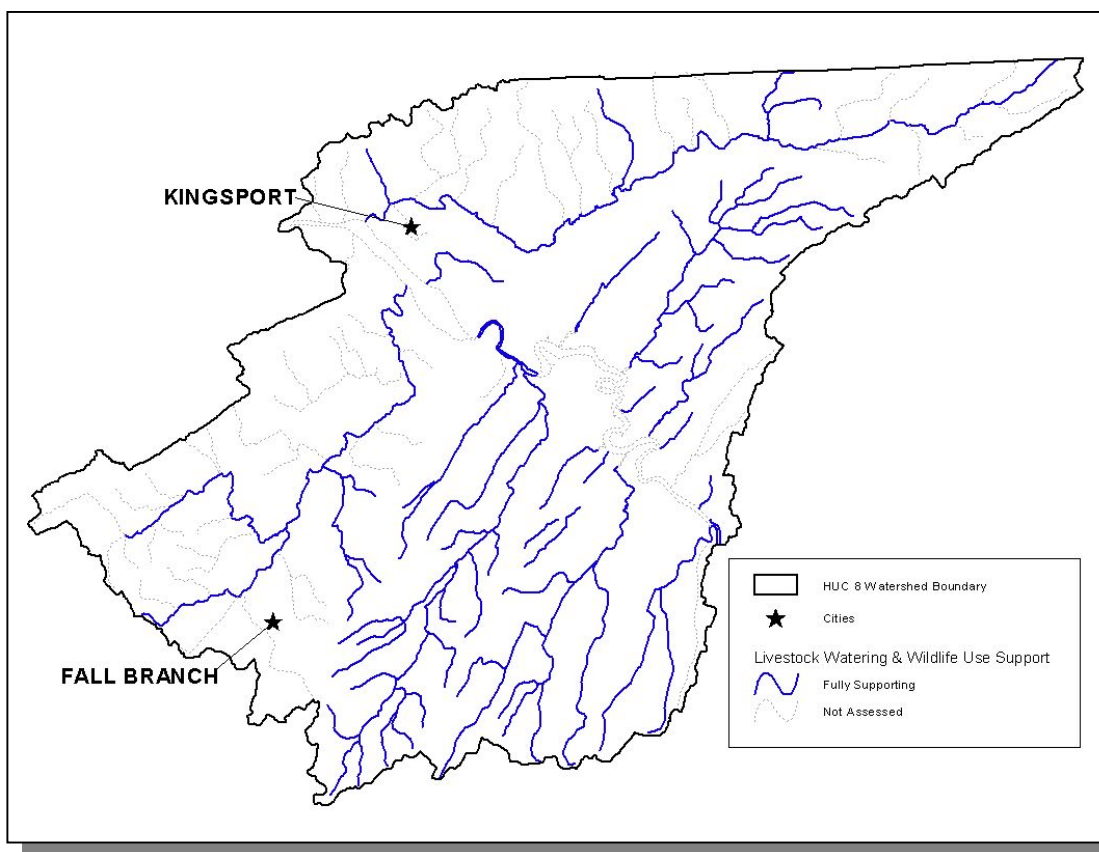 KINGSPORT
FALL BRANCH
HUC 8 Watershed Boundary
Cities
Livestock Watering & Wildlife Use Support
Fully Supporting
Not Assessed